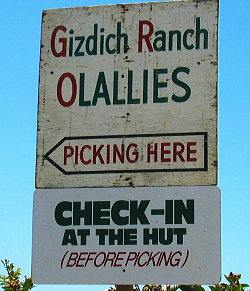 Gizdich Ranch
Olallies
PICKING HERE
CHECK-IN
AT THE HUT
(BEFORE PICKING)